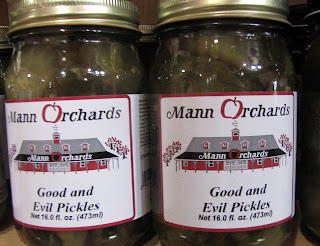 Mann Orchards
Mann Orchards
Good and
Evil Pickles
Net 16.0 fl. oz. (473ml)
Mann Orchards
Mann Orchards
Good and
Evil Pickles
Net 16.0 fl. oz. (473ml)